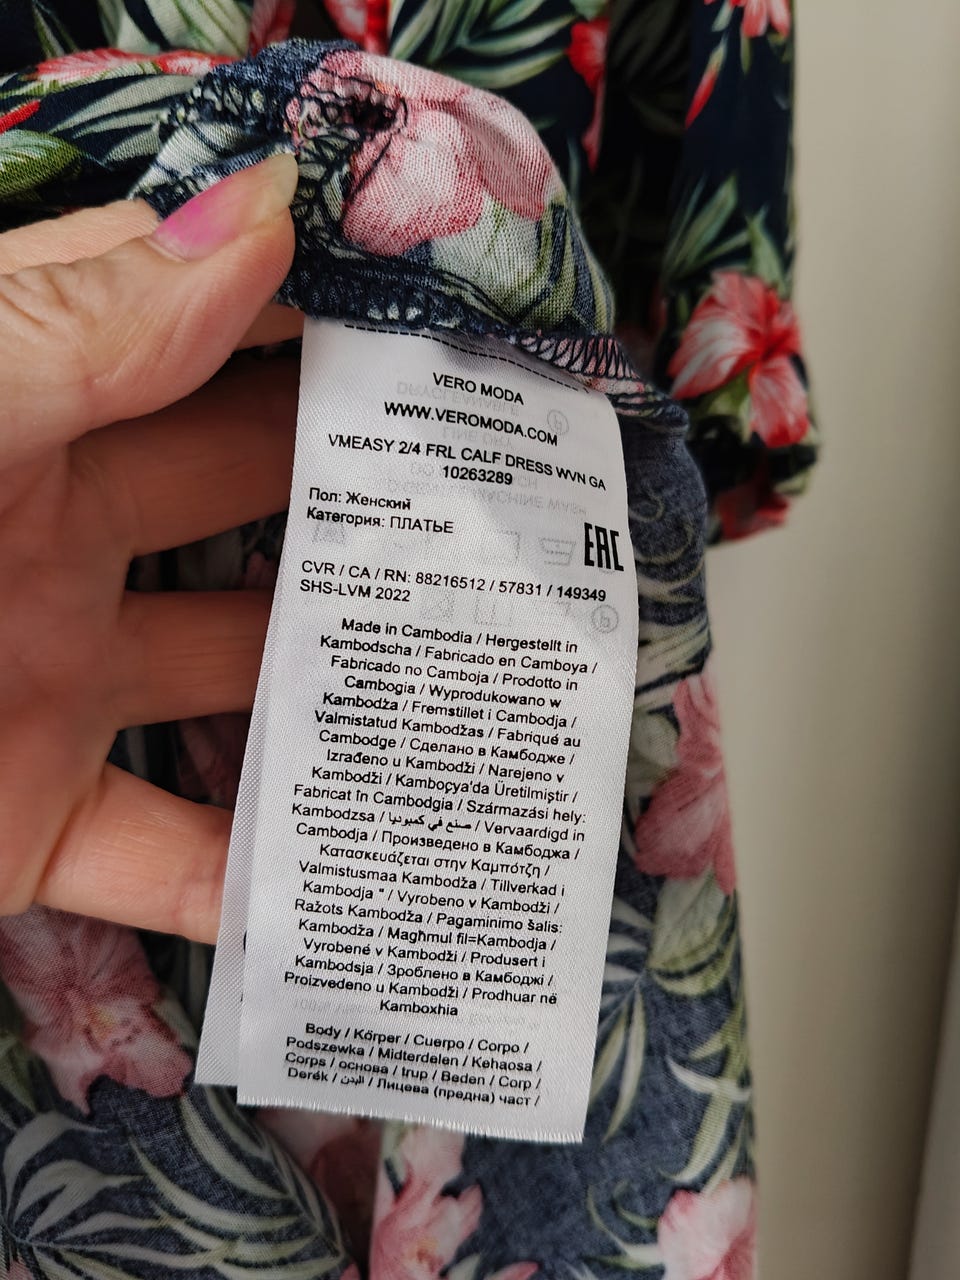 VERO MODA
WWW.VEROMODA.COM
VMEASY 2/4 FRL CALF DRESS WVN GA
10263289
Пол: Женский
Категория: ПЛАТЬЕ
EAC
CVR / CA / RN: 88216512 / 57831 / 149349
SHS-LVM 2022
Made in Cambodia / Hergestellt in
Kambodscha / Fabricado en Camboya /
Fabricado no Camboja / Prodotto in
Cambogia / Wyprodukowano w
Kambodża / Fremstillet i Cambodja /
Valmistatud Kambodžas / Fabriqué au
Cambodge / Сделано в Камбодже /
Izrađeno u Kambodži / Narejeno v
Kambodži / Kamboçya'da Üretilmiştir /
Fabricat în Cambodgia / Származási hely:
Kambodzsa / صنع في كمبوديا / Vervaardigd in
Cambodja / Произведено в Камбоджа /
Κατασκευάζεται στην Καμπότζη /
Valmistusmaa Kambodža / Tillverkad i
Kambodja " / Vyrobeno v Kambodži /
Ražots Kambodža / Pagaminimo šalis:
Kambodža / Magħmul fil=Kambodja /
Vyrobené v Kambodži / Produsert i
Kambodsja / Зроблено в Камбоджі /
Proizvedeno u Kambodži / Prodhuar në
Kamboxhia
Body / Körper / Cuerpo / Corpo /
Podszewka / Midterdelen / Kehaosa /
Corps / основа / trup / Beden / Corp /
Derék / البدن / Лицева (предна) част /